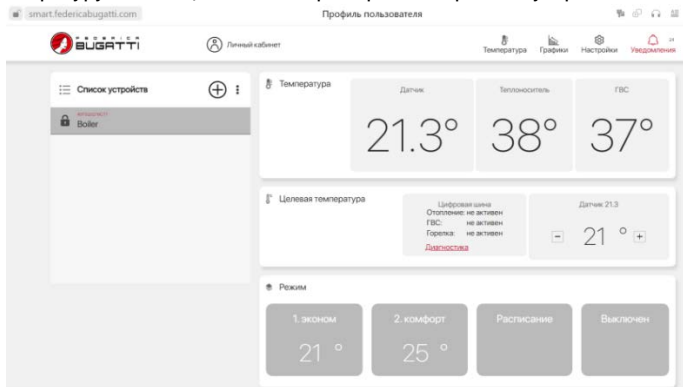 smart.federicabugatti.com
Профиль пользователя
FEDERICA
BUGATTI
Личный кабинет
Температура
Графики
Настройки
24
Уведомления
Список устройств
Boiler
Температура
Датчик
Теплоноситель
ГВС
21.3°
38°
37°
Целевая температура
Цифровая шина
Отопление: не активен
ГВС: не активен
Горелка: не активен
Диагностика
Датчик 21.3
− 21 ° +
Режим
1. эконом
2. комфорт
Расписание
Выключен
21 °
25 °